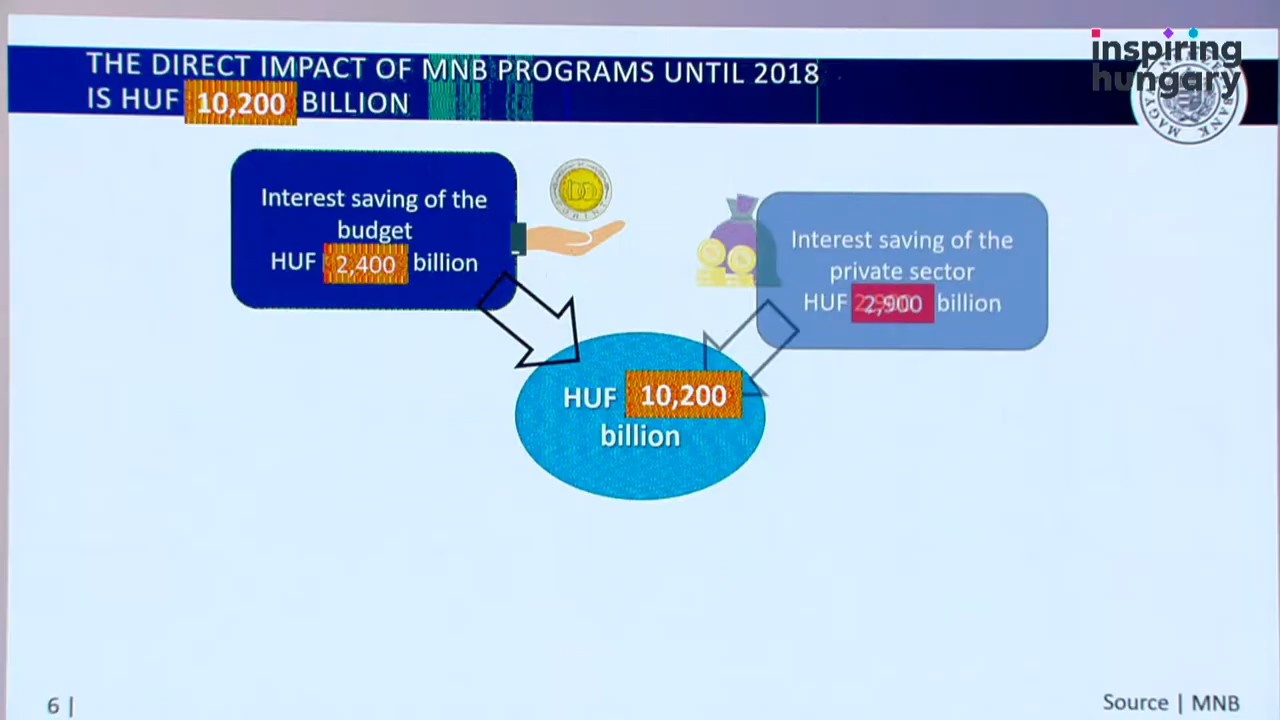 THE DIRECT IMPACT OF MNB PROGRAMS UNTIL 2018
IS HUF 10,200 BILLION
inspiring
hungary
BANK
MAGY
Interest saving of the
budget
HUF 2,400 billion
Interest saving of the
private sector
HUF 2,900 billion
HUF 10,200
billion
6 |
Source | MNB